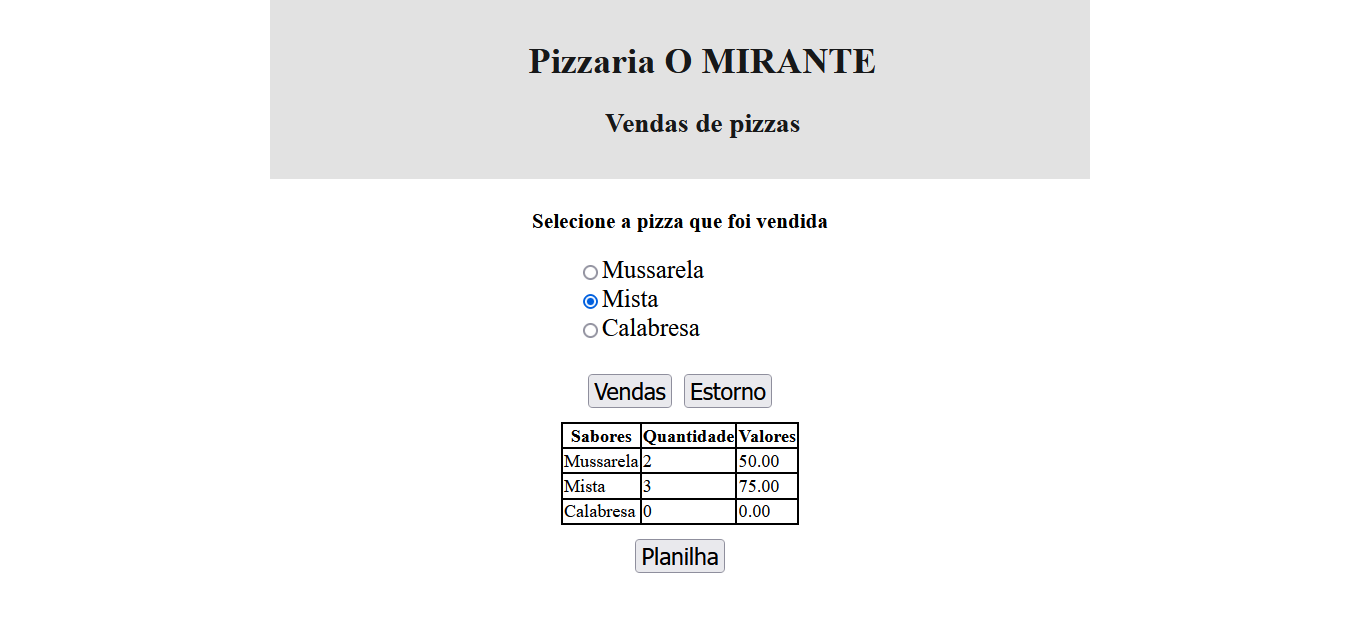 Pizzaria O MIRANTE
Vendas de pizzas
Selecione a pizza que foi vendida
Mussarela
Mista
Calabresa
Vendas Estorno
Sabores Quantidade Valores
Mussarela 2 50.00
Mista 3 75.00
Calabresa 0 0.00
Planilha